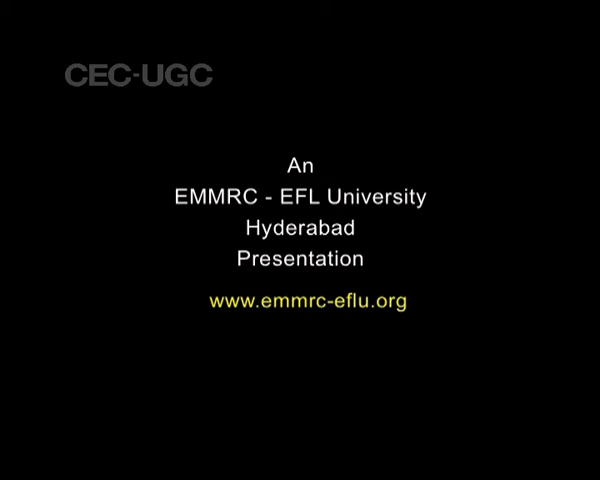 CEC-UGC
An
EMMRC - EFL University
Hyderabad
Presentation
www.emmrc-eflu.org